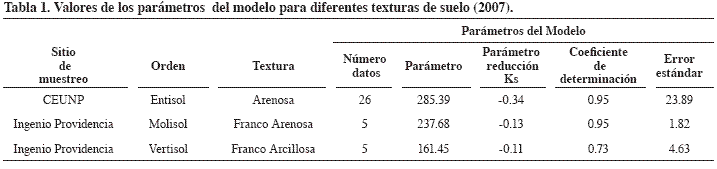 Tabla 1. Valores de los parámetros del modelo para diferentes texturas de suelo (2007).
Parámetros del Modelo
Sitio de muestreo Orden Textura Número datos Parámetro Parámetro reducción Ks Coeficiente de determinación Error estándar
CEUNP Entisol Arenosa 26 285.39 -0.34 0.95 23.89
Ingenio Providencia Molisol Franco Arenosa 5 237.68 -0.13 0.95 1.82
Ingenio Providencia Vertisol Franco Arcillosa 5 161.45 -0.11 0.73 4.63